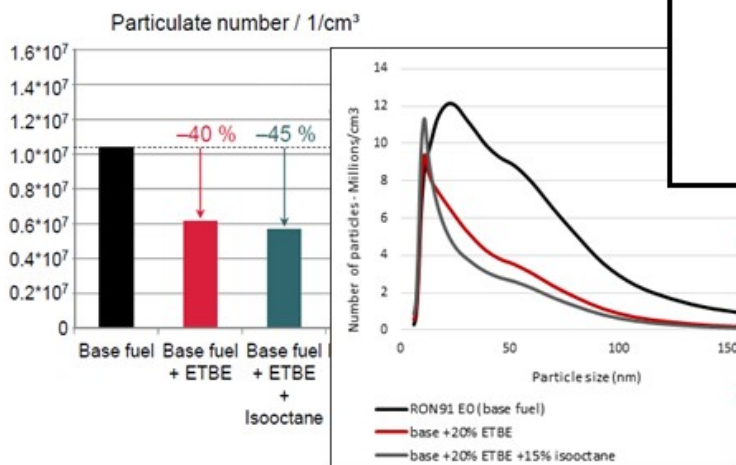 Particulate number / 1/cm³
1.6*10⁷
1.4*10⁷
1.2*10⁷
1.0*10⁷
0.8*10⁷
0.6*10⁷
0.4*10⁷
0.2*10⁷
0
–40 %
–45 %
Base fuel
Base fuel
+ ETBE
Base fuel
+ ETBE
+
Isooctane
Number of particles - Millions/cm3
14
12
10
8
6
4
2
0
0
50
100
150
Particle size (nm)
RON91 E0 (base fuel)
base +20% ETBE
base +20% ETBE +15% isooctane